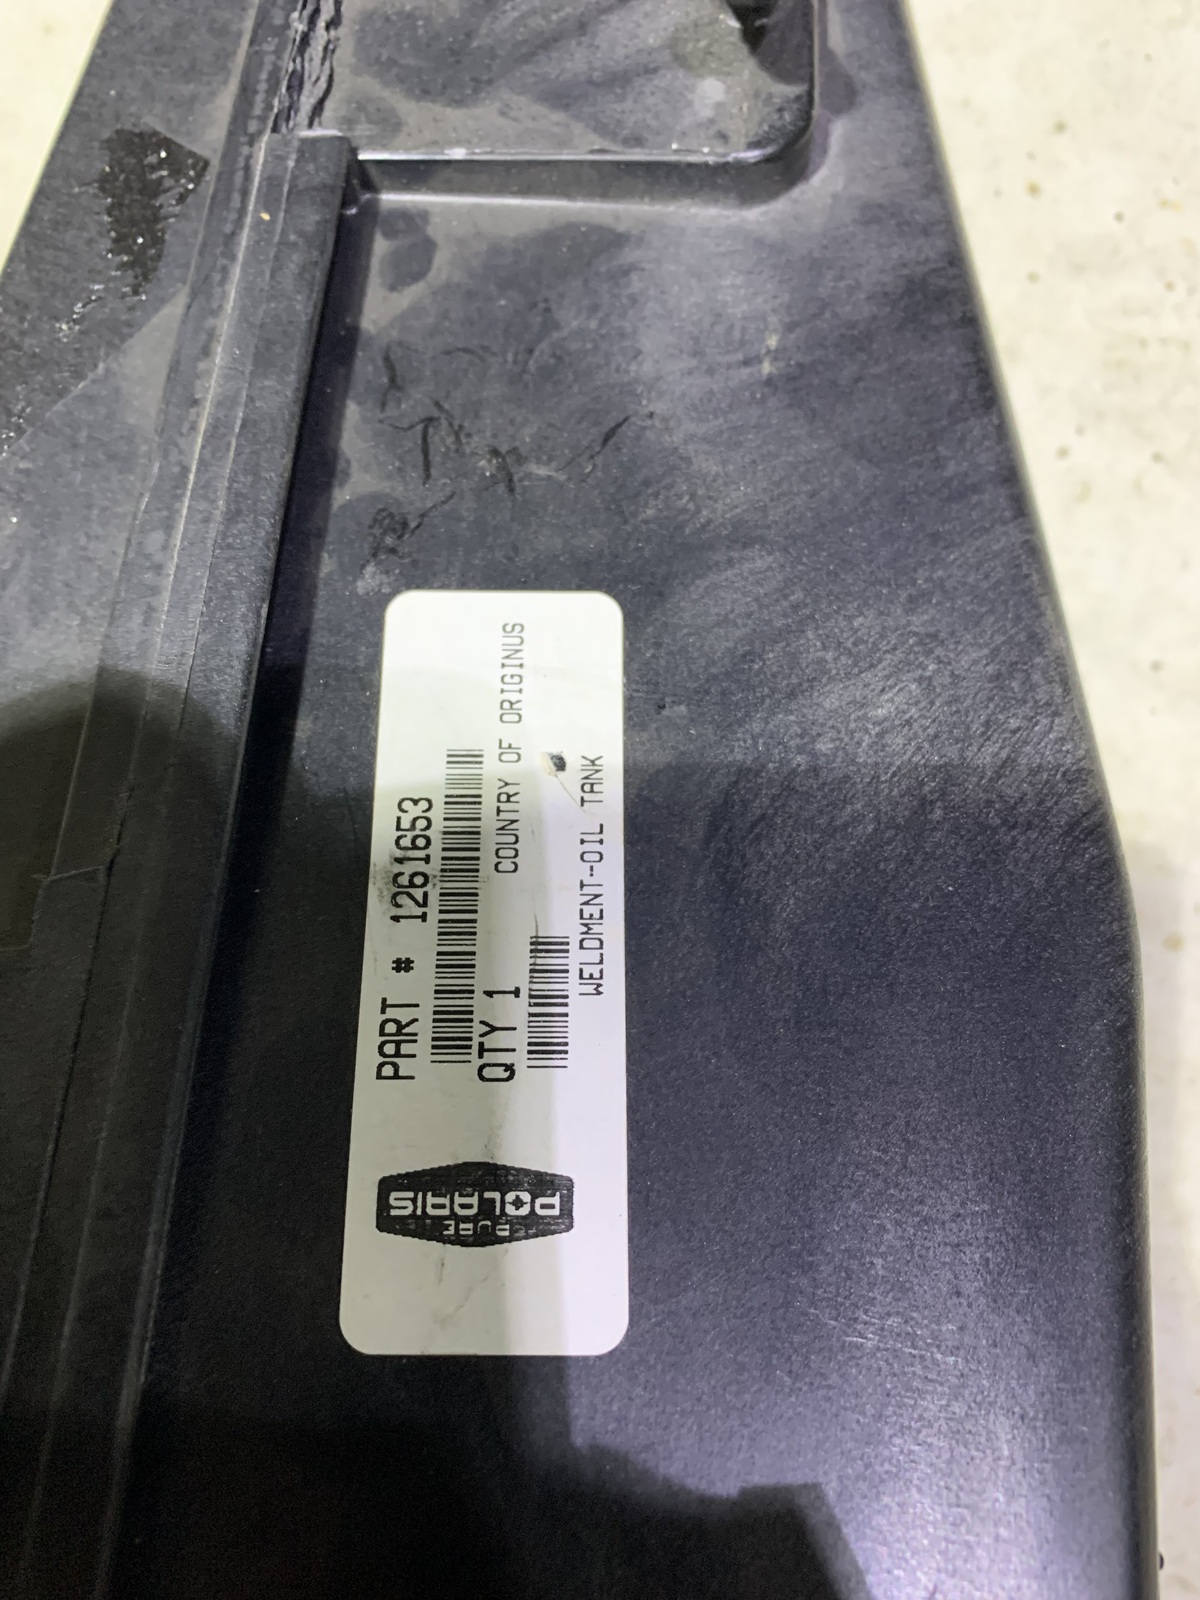 PART # 1261653
QTY 1
COUNTRY OF ORIGINUS
WELDMENT--OIL TANK
PURE
POLARIS